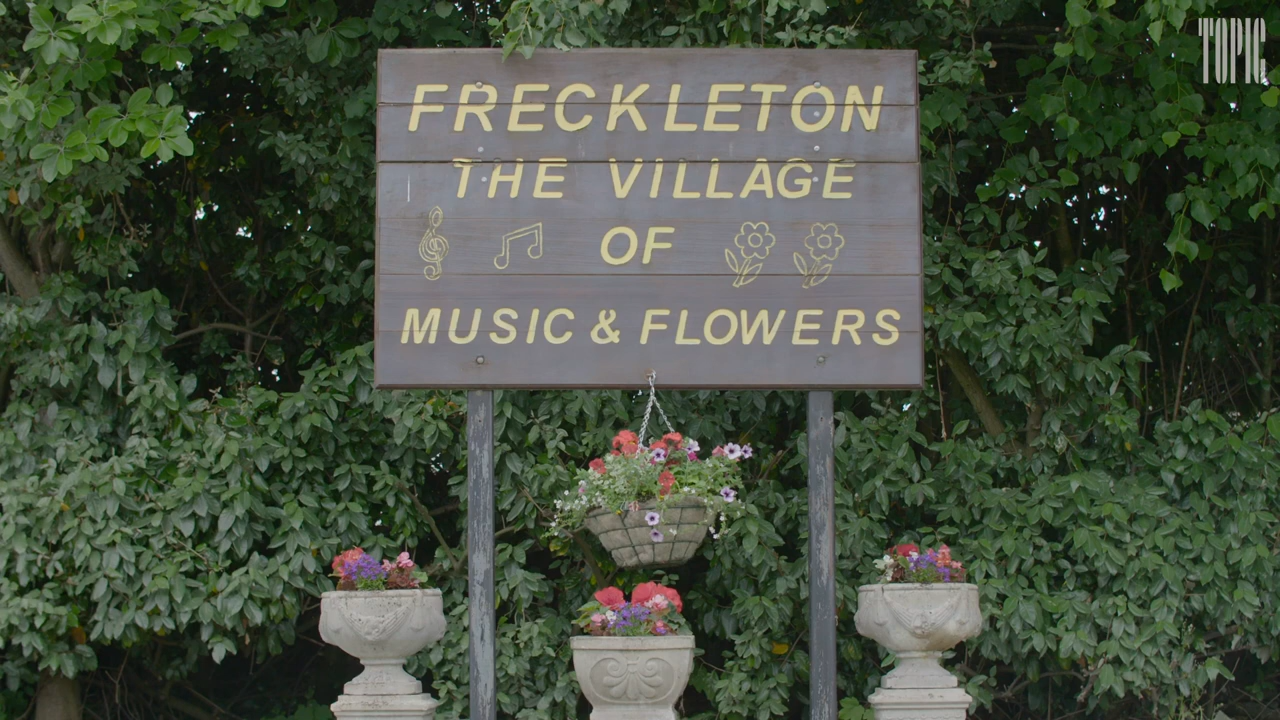 TOPIC
FRECKLETON
THE VILLAGE
OF
MUSIC & FLOWERS